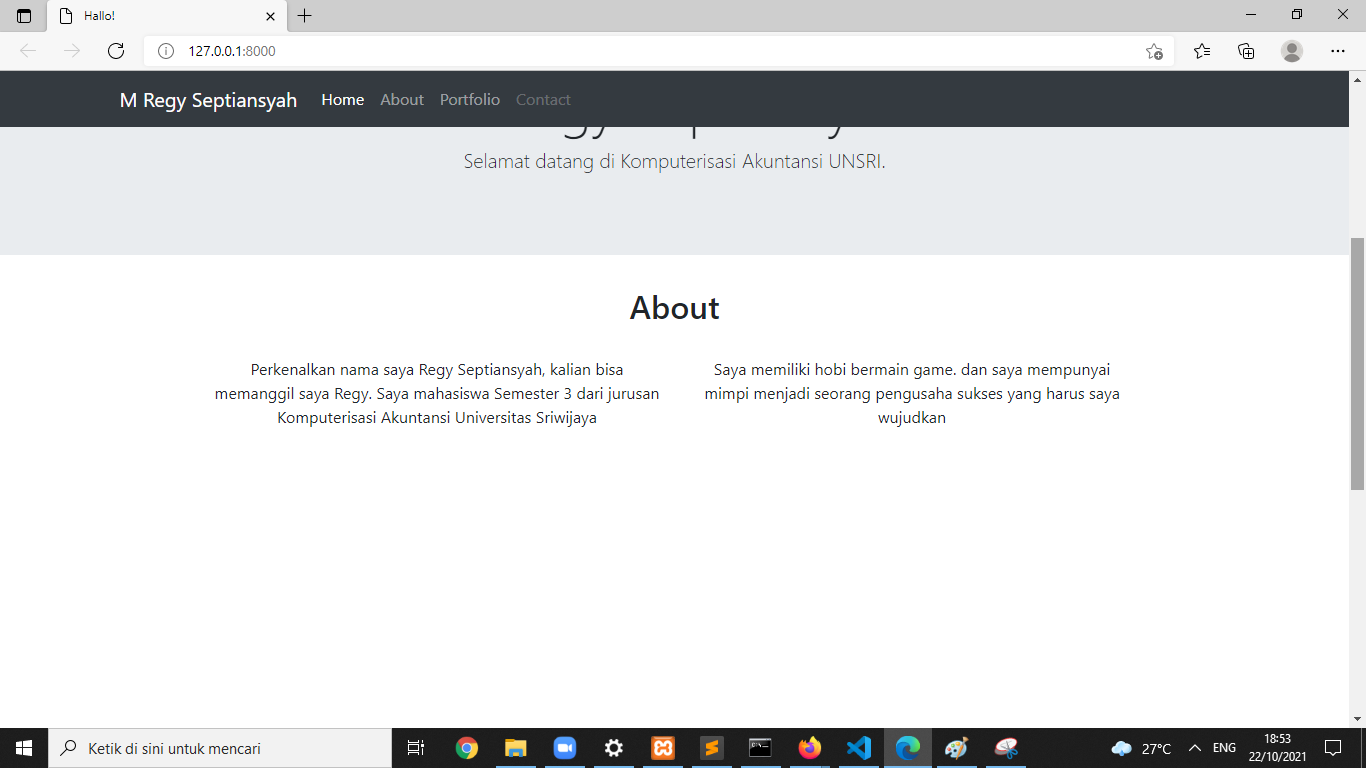 Hallo!
127.0.0.1:8000
M Regy Septiansyah Home About Portfolio Contact
Selamat datang di Komputerisasi Akuntansi UNSRI.
About
Perkenalkan nama saya Regy Septiansyah, kalian bisa
memanggil saya Regy. Saya mahasiswa Semester 3 dari jurusan
Komputerisasi Akuntansi Universitas Sriwijaya
Saya memiliki hobi bermain game. dan saya mempunyai
mimpi menjadi seorang pengusaha sukses yang harus saya
wujudkan
Ketik di sini untuk mencari
27°C
ENG
18:53
22/10/2021